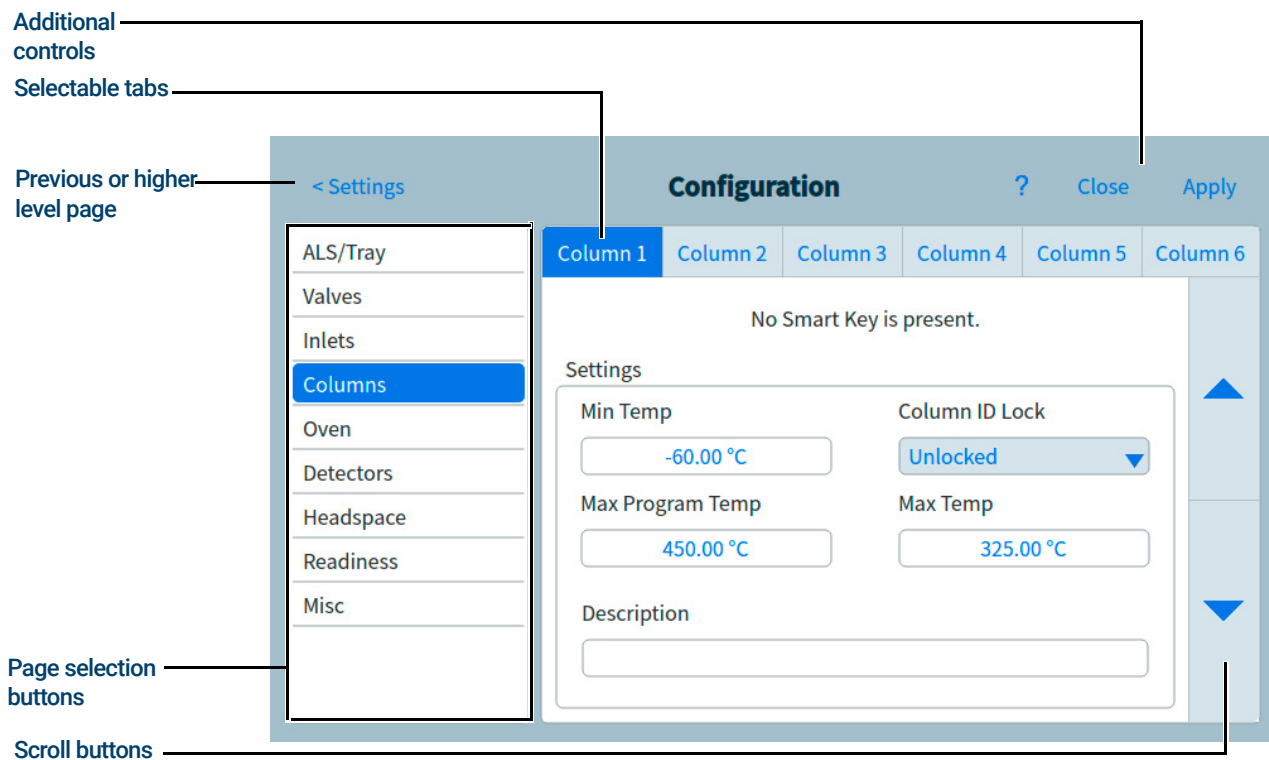 Additional
controls
Selectable tabs
Previous or higher
level page
< Settings
Configuration
?
Close
Apply
ALS/Tray
Valves
Inlets
Columns
Oven
Detectors
Headspace
Readiness
Misc
Column 1
Column 2
Column 3
Column 4
Column 5
Column 6
No Smart Key is present.
Settings
Min Temp
Column ID Lock
-60.00 °C
Unlocked
Max Program Temp
Max Temp
450.00 °C
325.00 °C
Description
Page selection
buttons
Scroll buttons